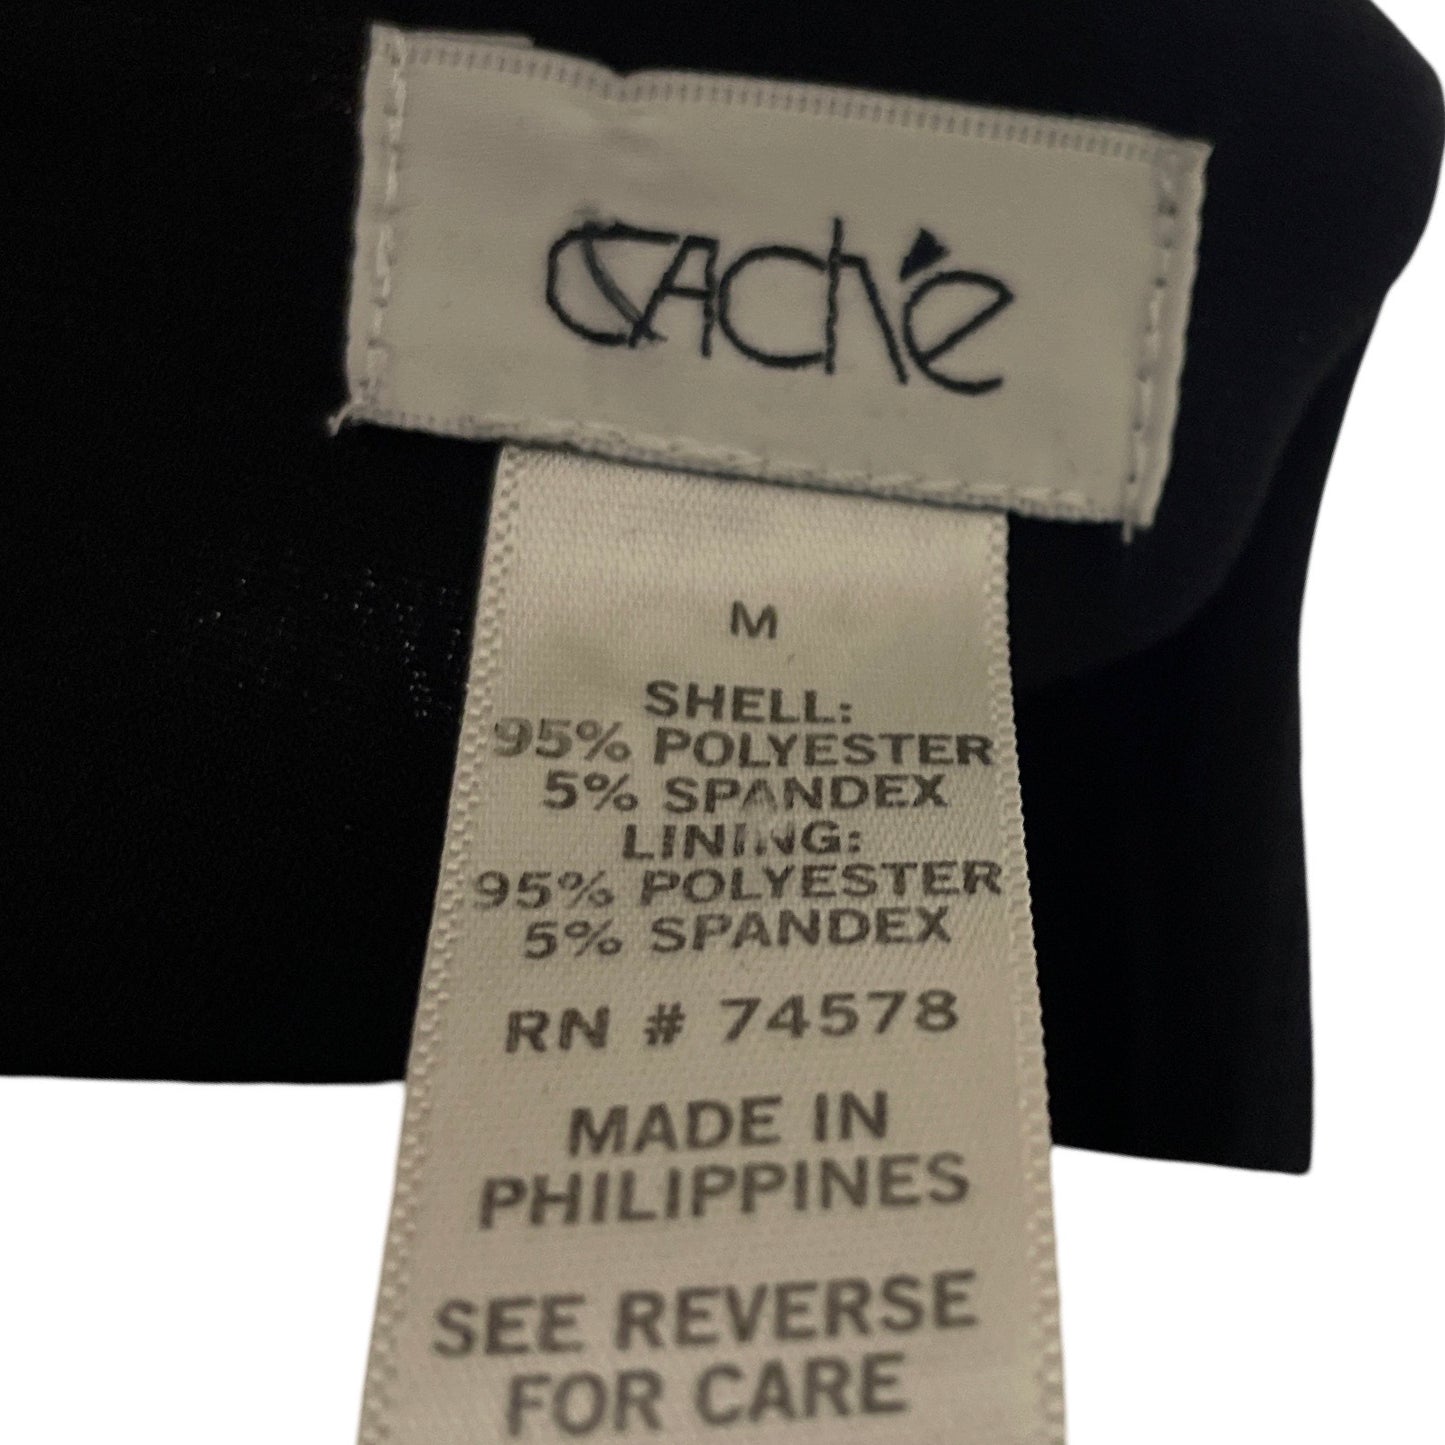 CAché
M
SHELL:
95% POLYESTER
5% SPANDEX
LINING:
95% POLYESTER
5% SPANDEX
RN # 74578
MADE IN
PHILIPPINES
SEE REVERSE
FOR CARE